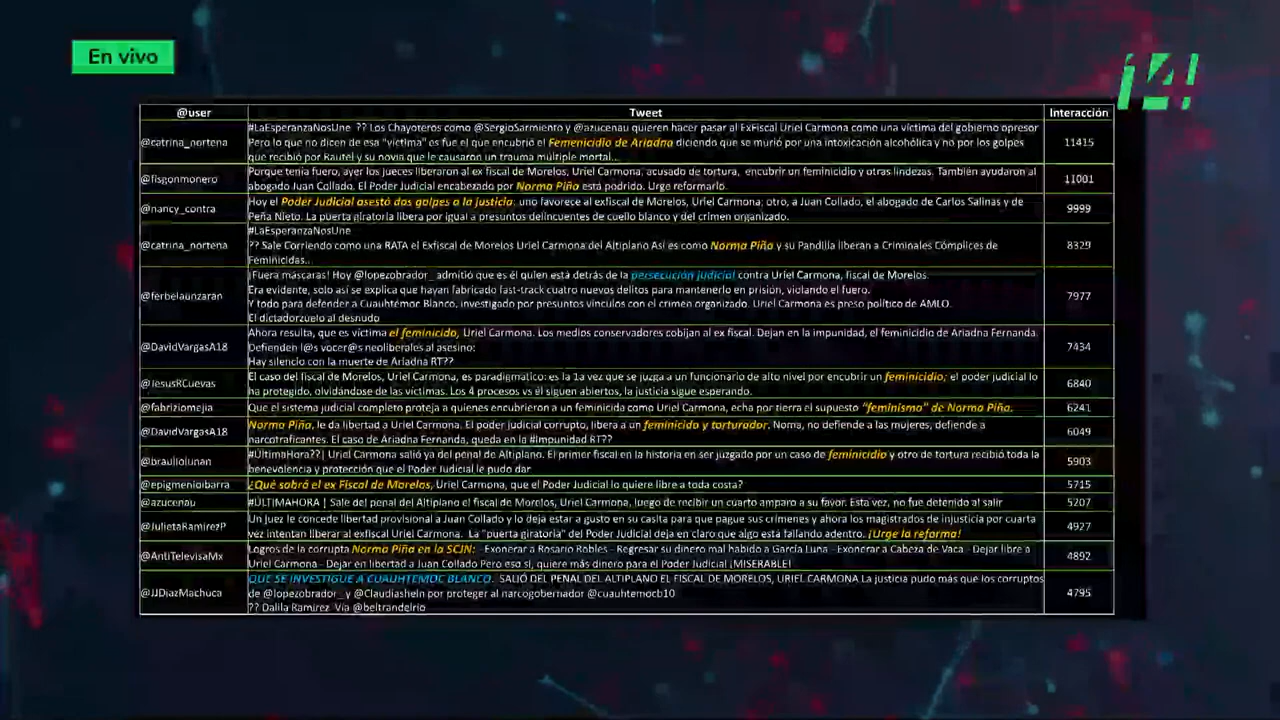 En vivo
14!
@user Tweet Interacción
#LaEsperanzaNosUne ?? Los Chayoteros como @SergioSarmiento y @azucenau quieren hacer pasar al ExFiscal Uriel Carmona como una víctima del gobierno opresor
@catrina_nortena Pero lo que no dicen de esa "víctima" es fue el que encubrió el Femenicidio de Ariadna diciendo que se murió por una intoxicación alcohólica y no por los golpes 11415
que recibió por Rautel y su novia que le causaron un trauma múltiple mortal...
Porque tenía fuero, ayer los jueces liberaron al ex fiscal de Morelos, Uriel Carmona, acusado de tortura, encubrir un feminicidio y otras lindezas. También ayudaron al
@fisgonmonero abogado Juan Collado. El Poder Judicial encabezado por Norma Piña está podrido. Urge reformarlo. 11001
Hoy el Poder Judicial asestó dos golpes a la justicia: uno favorece al exfiscal de Morelos, Uriel Carmona; otro, a Juan Collado, el abogado de Carlos Salinas y de
@nancy_contra Peña Nieto. La puerta giratoria libera por igual a presuntos delincuentes de cuello blanco y del crimen organizado. 9999
#LaEsperanzaNosUne
@catrina_nortena ?? Sale Corriendo como una RATA el Exfiscal de Morelos Uriel Carmona del Altiplano Así es como Norma Piña y su Pandilla liberan a Criminales Cómplices de 8329
Feminicidas..
¡Fuera máscaras! Hoy @lopezobrador_ admitió que es él quien está detrás de la persecución judicial contra Uriel Carmona, fiscal de Morelos.
@ferbelaunzaran Era evidente, solo así se explica que hayan fabricado fast-track cuatro nuevos delitos para mantenerlo en prisión, violando el fuero. 7977
Y todo para defender a Cuauhtémoc Blanco, investigado por presuntos vínculos con el crimen organizado. Uriel Carmona es preso político de AMLO.
El dictadorzuelo al desnudo
Ahora resulta, que es víctima el feminicido, Uriel Carmona. Los medios conservadores cobijan al ex fiscal. Dejan en la impunidad, el feminicidio de Ariadna Fernanda.
@DavidVargasA18 Defienden l@s vocer@s neoliberales al asesino: 7434
Hay silencio con la muerte de Ariadna RT??
El caso del fiscal de Morelos, Uriel Carmona, es paradigmático: es la 1a vez que se juzga a un funcionario de alto nivel por encubrir un feminicidio; el poder judicial lo
@JesusRCuevas ha protegido, olvidándose de las víctimas. Los 4 procesos vs él siguen abiertos, la justicia sigue esperando. 6840
@fabriziomejia Que el sistema judicial completo proteja a quienes encubrieron a un feminicida como Uriel Carmona, echa por tierra el supuesto "feminismo" de Norma Piña. 6241
Norma Piña, le da libertad a Uriel Carmona. El poder judicial corrupto, libera a un feminicido y torturador. Noma, no defiende a las mujeres, defiende a
@DavidVargasA18 narcotraficantes. El caso de Ariadna Fernanda, queda en la #Impunidad RT?? 6049
#ÚltimaHora??| Uriel Carmona salió ya del penal de Altiplano. El primer fiscal en la historia en ser juzgado por un caso de feminicidio y otro de tortura recibió toda la
@brauliolunan benevolencia y protección que el Poder Judicial le pudo dar 5903
@epigmenioibarra ¿Qué sobró el ex Fiscal de Morelos, Uriel Carmona, que el Poder Judicial lo quiere libre a toda costa? 5715
@azucenau #ÚLTIMAHORA | Sale del penal del Altiplano el fiscal de Morelos, Uriel Carmona, luego de recibir un cuarto amparo a su favor. Esta vez, no fue detenido al salir 5207
Un juez le concede libertad provisional a Juan Collado y lo deja estar a gusto en su casita para que pague sus crímenes y ahora los magistrados de injusticia por cuarta
@JulietaRamirezP vez intentan liberar al exfiscal Uriel Carmona. La "puerta giratoria" del Poder Judicial deja en claro que algo está fallando adentro. ¡Urge la reforma! 4927
Logros de la corrupta Norma Piña en la SCJN: - Exonerar a Rosario Robles - Regresar su dinero mal habido a García Luna - Exonerar a Cabeza de Vaca - Dejar libre a
@AntiTelevisaMx Uriel Carmona - Dejar en libertad a Juan Collado Pero eso sí, quiere más dinero para el Poder Judicial ¡MISERABLE! 4892
QUE SE INVESTIGUE A CUAUHTEMOC BLANCO. SALIÓ DEL PENAL DEL ALTIPLANO EL FISCAL DE MORELOS, URIEL CARMONA La justicia pudo más que los corruptos
@JJDiazMachuca de @lopezobrador_ y @Claudiashein por proteger al narcogobernador @cuauhtemocb10 4795
?? Dalila Ramirez Vía @beltrandelrio